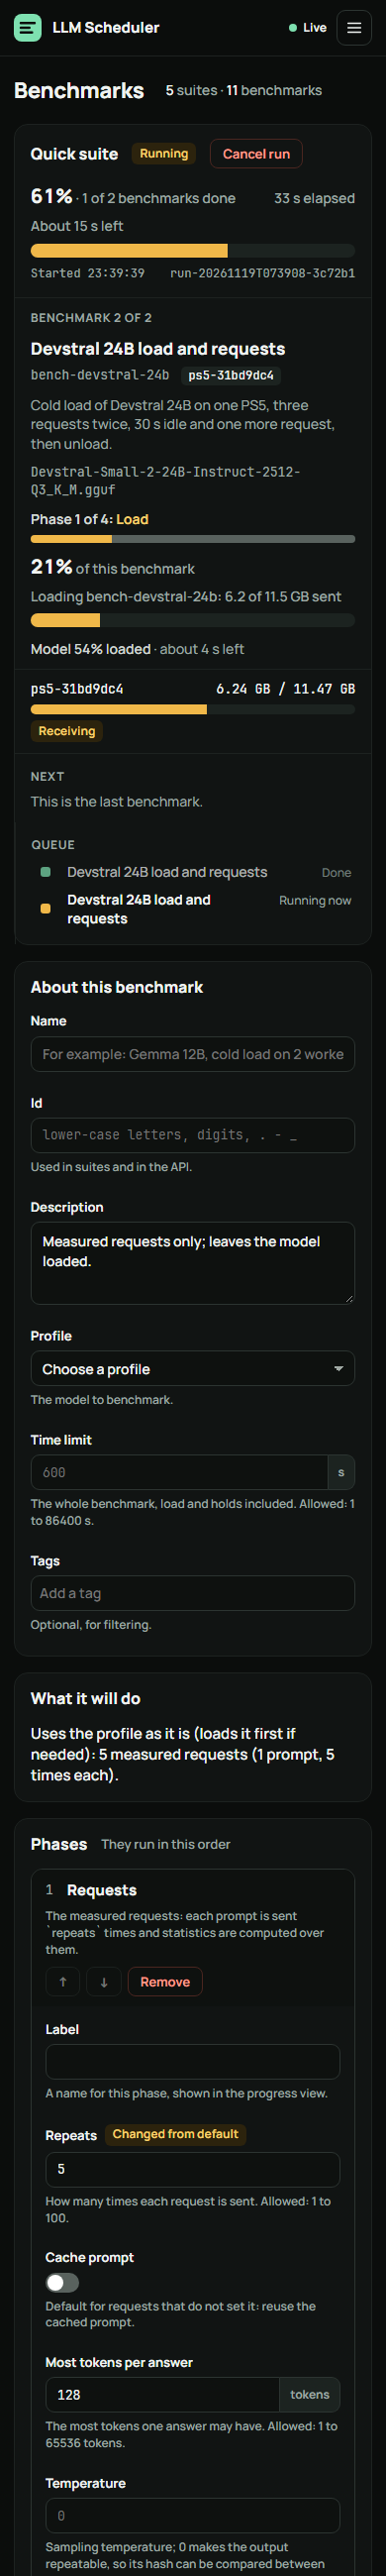 LLM Scheduler
Live
Benchmarks
5 suites · 11 benchmarks
Quick suite
Running
Cancel run
61% · 1 of 2 benchmarks done
33 s elapsed
About 15 s left
Started 23:39:39
run-20261119T073908-3c72b1
BENCHMARK 2 OF 2
Devstral 24B load and requests
bench-devstral-24b
ps5-31bd9dc4
Cold load of Devstral 24B on one PS5, three
requests twice, 30 s idle and one more request,
then unload.
Devstral-Small-2-24B-Instruct-2512-
Q3_K_M.gguf
Phase 1 of 4: Load
21% of this benchmark
Loading bench-devstral-24b: 6.2 of 11.5 GB sent
Model 54% loaded · about 4 s left
ps5-31bd9dc4
6.24 GB / 11.47 GB
Receiving
NEXT
This is the last benchmark.
QUEUE
Devstral 24B load and requests
Done
Devstral 24B load and
requests
Running now
About this benchmark
Name
For example: Gemma 12B, cold load on 2 worke
Id
lower-case letters, digits, . - _
Used in suites and in the API.
Description
Measured requests only; leaves the model
loaded.
Profile
Choose a profile
The model to benchmark.
Time limit
600
s
The whole benchmark, load and holds included. Allowed: 1
to 86400 s.
Tags
Add a tag
Optional, for filtering.
What it will do
Uses the profile as it is (loads it first if
needed): 5 measured requests (1 prompt, 5
times each).
Phases
They run in this order
1
Requests
The measured requests: each prompt is sent
`repeats` times and statistics are computed over
them.
↑
↓
Remove
Label
A name for this phase, shown in the progress view.
Repeats
Changed from default
5
How many times each request is sent. Allowed: 1 to
100.
Cache prompt
Default for requests that do not set it: reuse the
cached prompt.
Most tokens per answer
128
tokens
The most tokens one answer may have. Allowed: 1 to
65536 tokens.
Temperature
0
Sampling temperature; 0 makes the output
repeatable, so its hash can be compared between